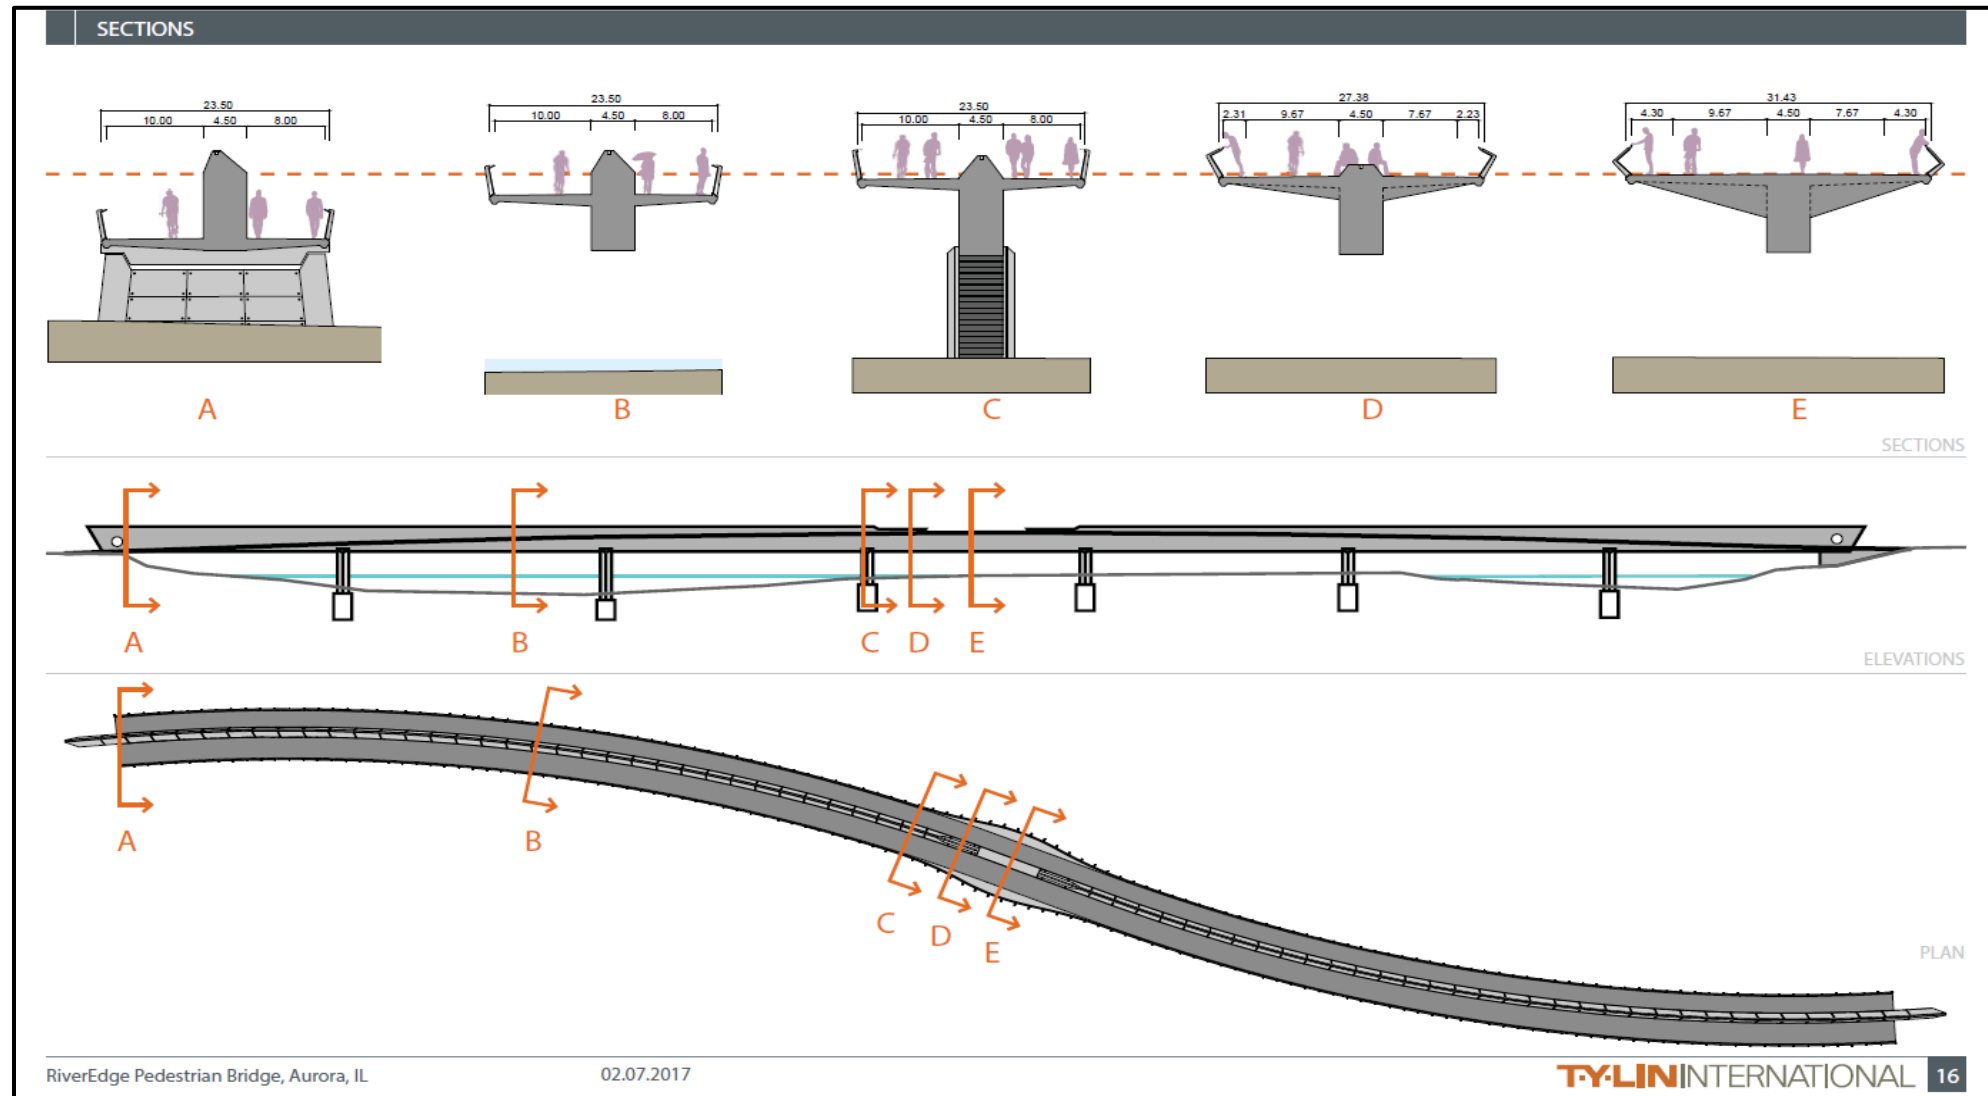 SECTIONS
23.50
10.00 4.50 8.00
23.50
10.00 4.50 8.00
23.50
10.00 4.50 8.00
27.38
2.31 9.67 4.50 7.67 2.23
31.43
4.30 9.67 4.50 7.67 4.30
A B C D E
SECTIONS
A B C D E
ELEVATIONS
A B C D E
PLAN
RiverEdge Pedestrian Bridge, Aurora, IL 02.07.2017 T·Y·LININTERNATIONAL 16